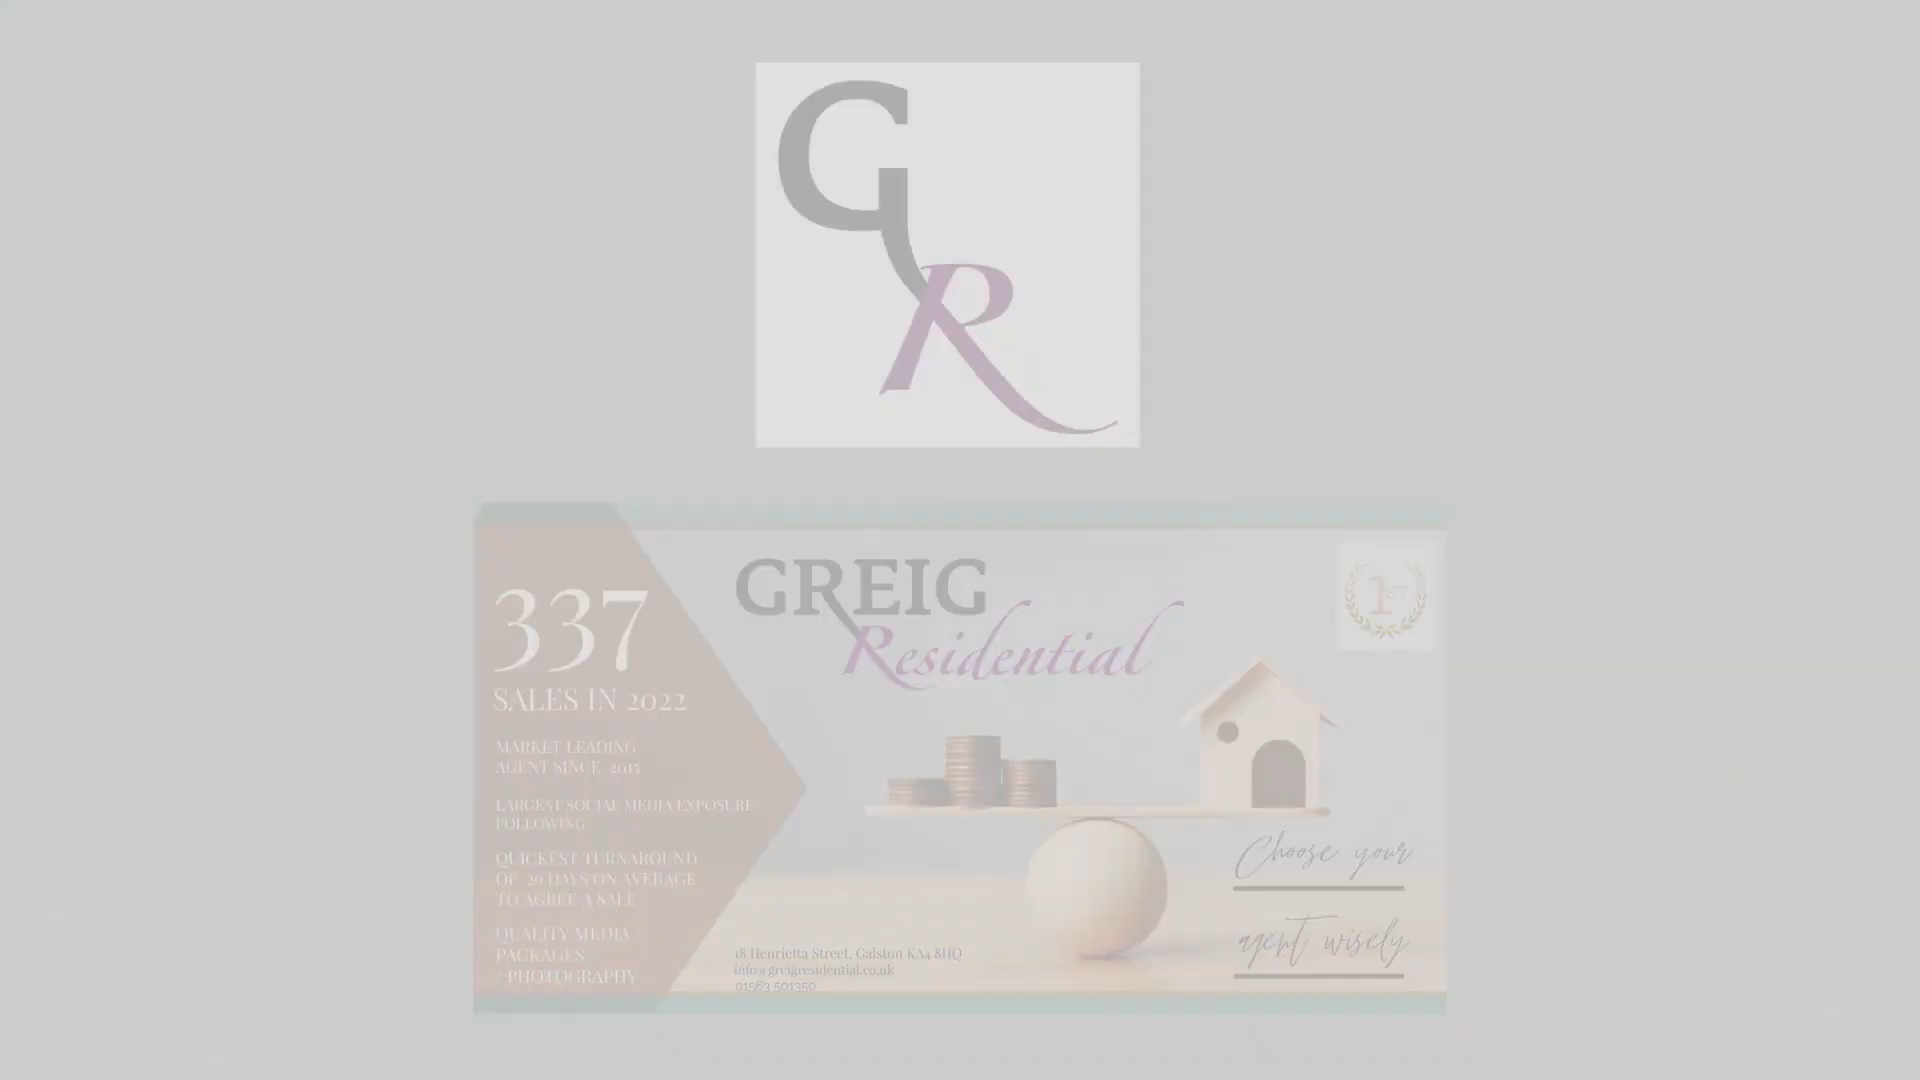 GR
337
SALES IN 2022
MARKET LEADING
AGENT SINCE 2015
LARGEST SOCIAL MEDIA EXPOSURE
FOLLOWING
QUICKEST TURNAROUND
OF 29 DAYS ON AVERAGE
TO AGREE A SALE
QUALITY MEDIA
PACKAGES
/ PHOTOGRAPHY
GREIG
Residential
1ST
Choose your
agent wisely
18 Henrietta Street, Galston KA4 8HQ
info@greigresidential.co.uk
01563 501350